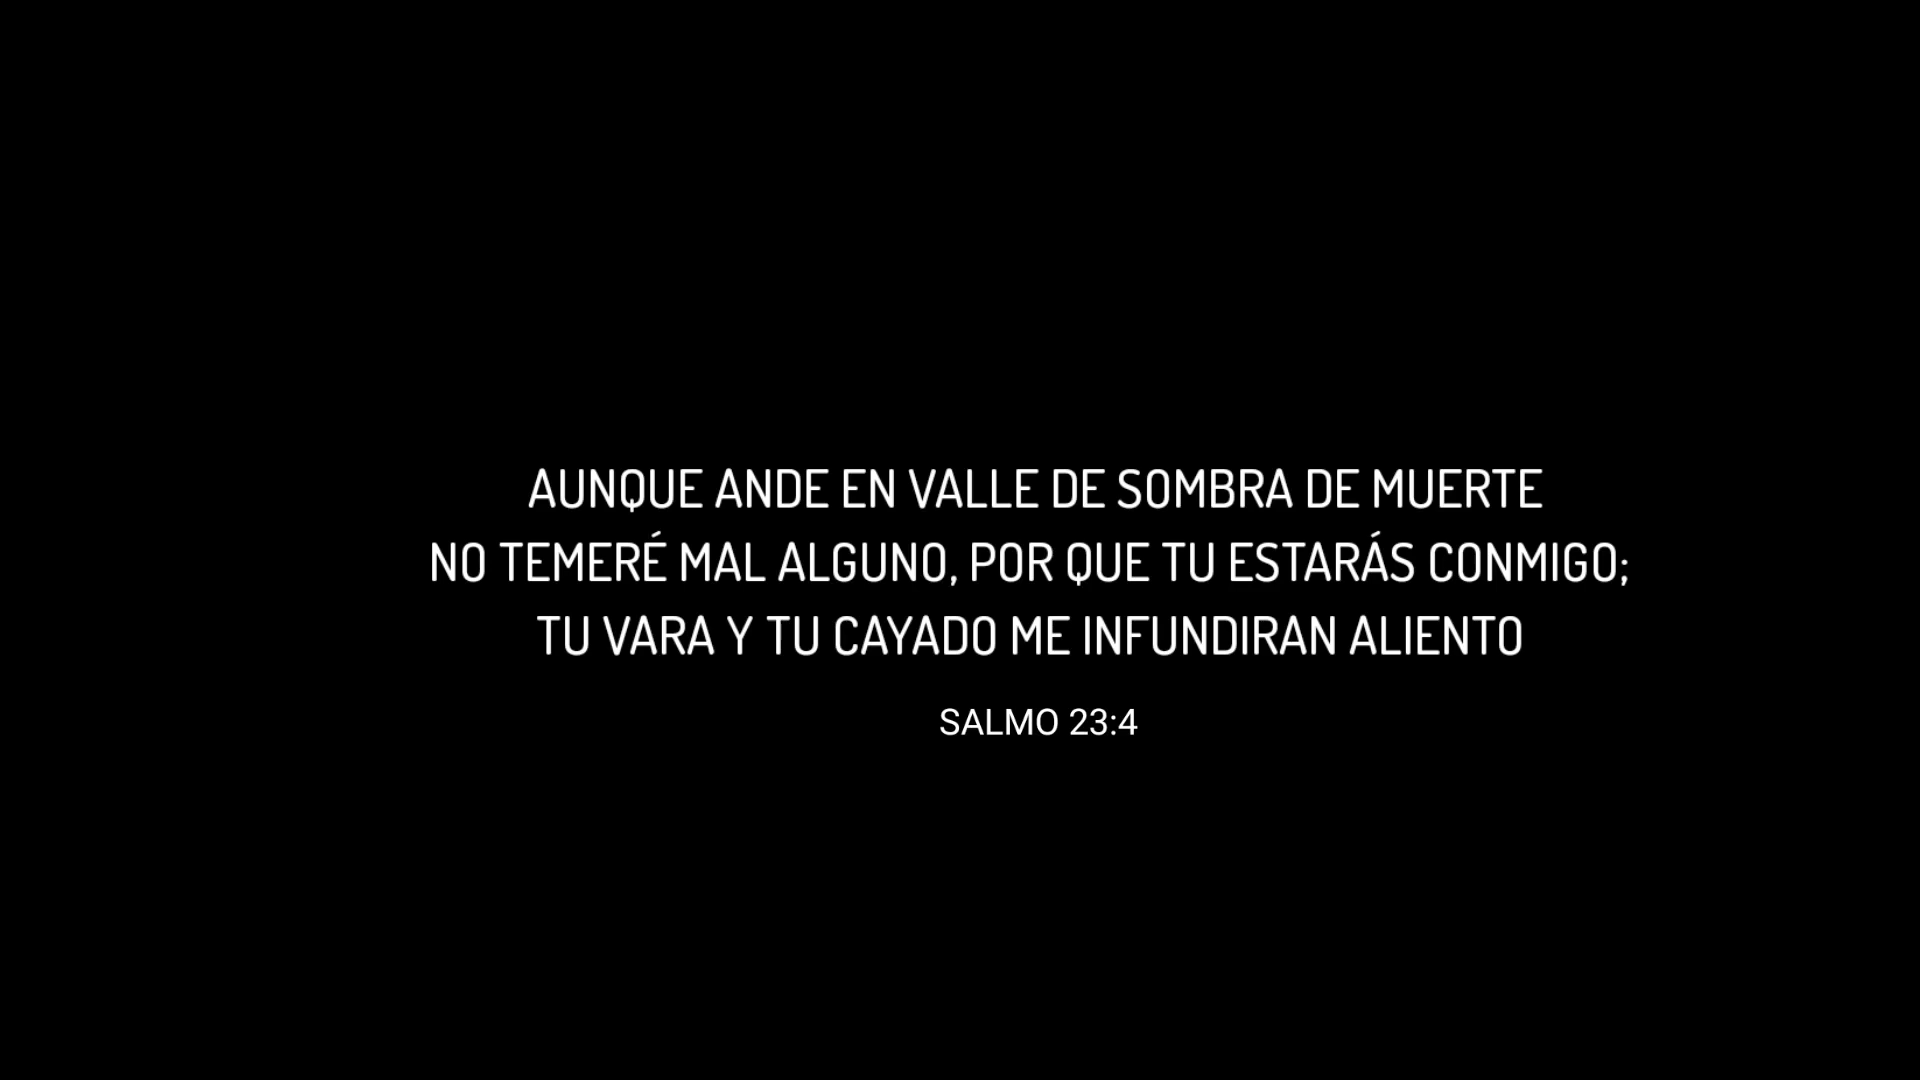 AUNQUE ANDE EN VALLE DE SOMBRA DE MUERTE
NO TEMERÉ MAL ALGUNO, POR QUE TU ESTARÁS CONMIGO;
TU VARA Y TU CAYADO ME INFUNDIRAN ALIENTO
SALMO 23:4